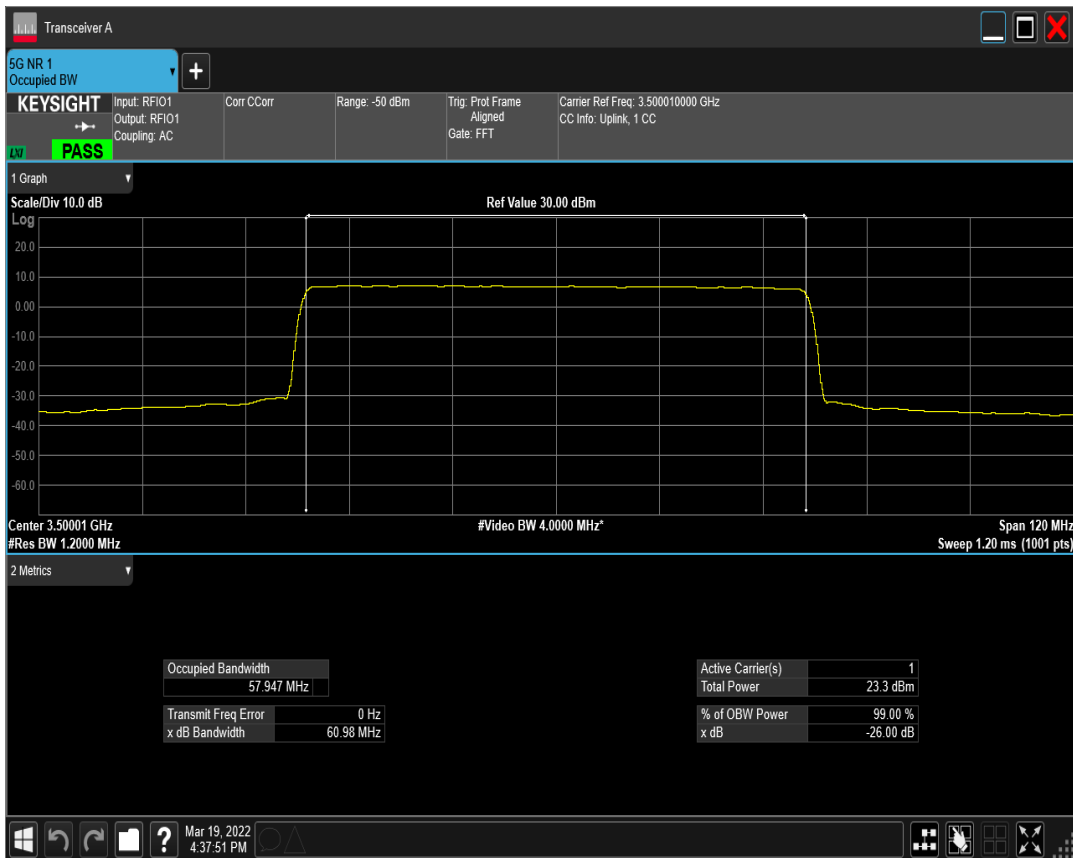 Transceiver A
5G NR 1
Occupied BW
+
KEYSIGHT
LXI
PASS
Input: RFIO1
Output: RFIO1
Coupling: AC
Corr CCorr
Range: -50 dBm
Trig: Prot Frame
Aligned
Gate: FFT
Carrier Ref Freq: 3.500010000 GHz
CC Info: Uplink, 1 CC
1 Graph
Scale/Div 10.0 dB
Ref Value 30.00 dBm
Log
20.0
10.0
0.00
-10.0
-20.0
-30.0
-40.0
-50.0
-60.0
Center 3.50001 GHz
#Video BW 4.0000 MHz*
Span 120 MHz
#Res BW 1.2000 MHz
Sweep 1.20 ms (1001 pts)
2 Metrics
Occupied Bandwidth
57.947 MHz
Transmit Freq Error 0 Hz
x dB Bandwidth 60.98 MHz
Active Carrier(s) 1
Total Power 23.3 dBm
% of OBW Power 99.00 %
x dB -26.00 dB
?
Mar 19, 2022
4:37:51 PM